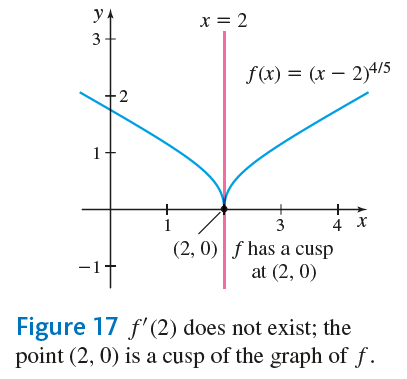 y
x = 2
3
f(x) = (x − 2)^{4/5}
2
1
1
3
4
x
(2, 0)
f has a cusp
at (2, 0)
−1
Figure 17 f′(2) does not exist; the
point (2, 0) is a cusp of the graph of f.